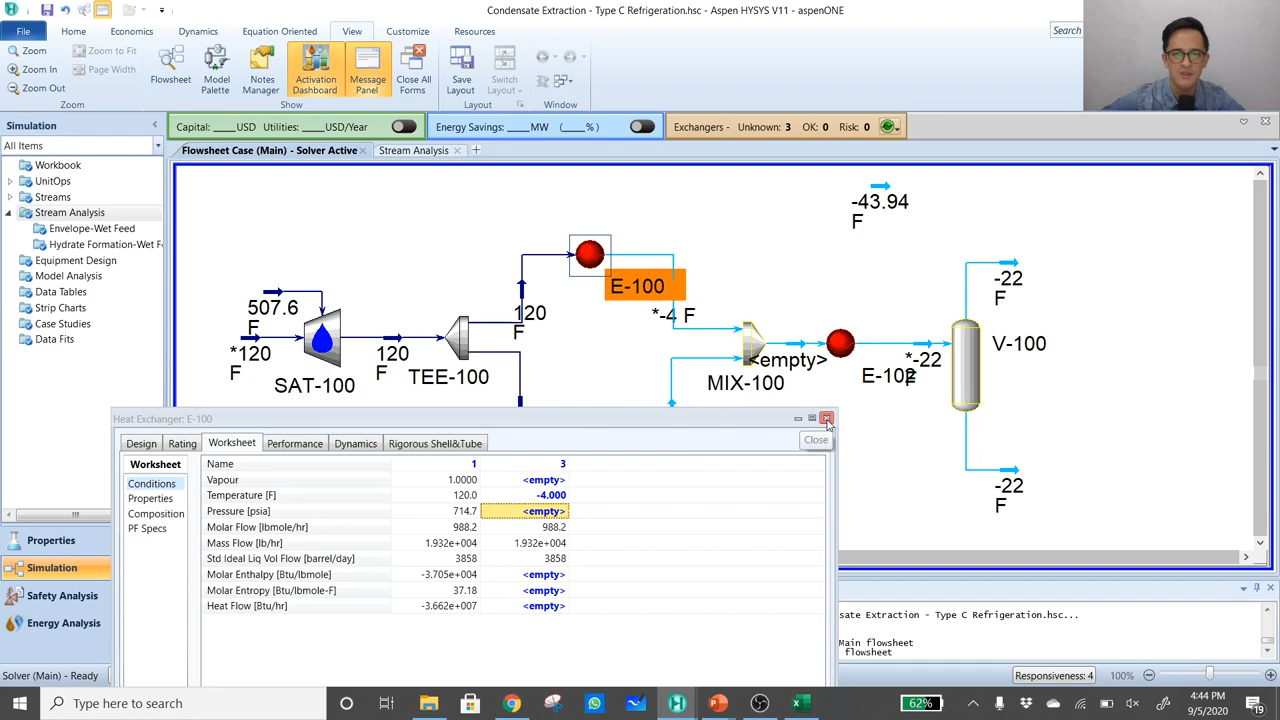 Condensate Extraction - Type C Refrigeration.hsc - Aspen HYSYS V11 - aspenONE
File Home Economics Dynamics Equation Oriented View Customize Resources
Search
Zoom Zoom to Fit
Zoom In Page Width
Zoom Out
Zoom
Flowsheet
Model Palette
Notes Manager
Activation Dashboard
Message Panel
Close All Forms
Show
Save Layout
Switch Layout
Layout
Window
Simulation
Capital: ____USD Utilities: ____USD/Year
Energy Savings: ____MW (____%)
Exchangers - Unknown: 3 OK: 0 Risk: 0
All Items
Flowsheet Case (Main) - Solver Active
Stream Analysis
Workbook
UnitOps
Streams
Stream Analysis
Envelope-Wet Feed
Hydrate Formation-Wet F
Equipment Design
Model Analysis
Data Tables
Strip Charts
Case Studies
Data Fits
Properties
Simulation
Safety Analysis
Energy Analysis
-43.94
F
E-100
-22
F
507.6
F
120
F
*-4 F
*120
F
120
F
SAT-100
TEE-100
<empty>
MIX-100
E-102
*-22
F
V-100
-22
F
Heat Exchanger: E-100
Close
Design Rating Worksheet Performance Dynamics Rigorous Shell&Tube
Worksheet
Conditions
Properties
Composition
PF Specs
Name 1 3
Vapour 1.0000 <empty>
Temperature [F] 120.0 -4.000
Pressure [psia] 714.7 <empty>
Molar Flow [lbmole/hr] 988.2 988.2
Mass Flow [lb/hr] 1.932e+004 1.932e+004
Std Ideal Liq Vol Flow [barrel/day] 3858 3858
Molar Enthalpy [Btu/lbmole] -3.705e+004 <empty>
Molar Entropy [Btu/lbmole-F] 37.18 <empty>
Heat Flow [Btu/hr] -3.662e+007 <empty>
sate Extraction - Type C Refrigeration.hsc...
Main flowsheet
flowsheet
Solver (Main) - Ready
Responsiveness: 4 100%
Type here to search
62%
4:44 PM
9/5/2020
19